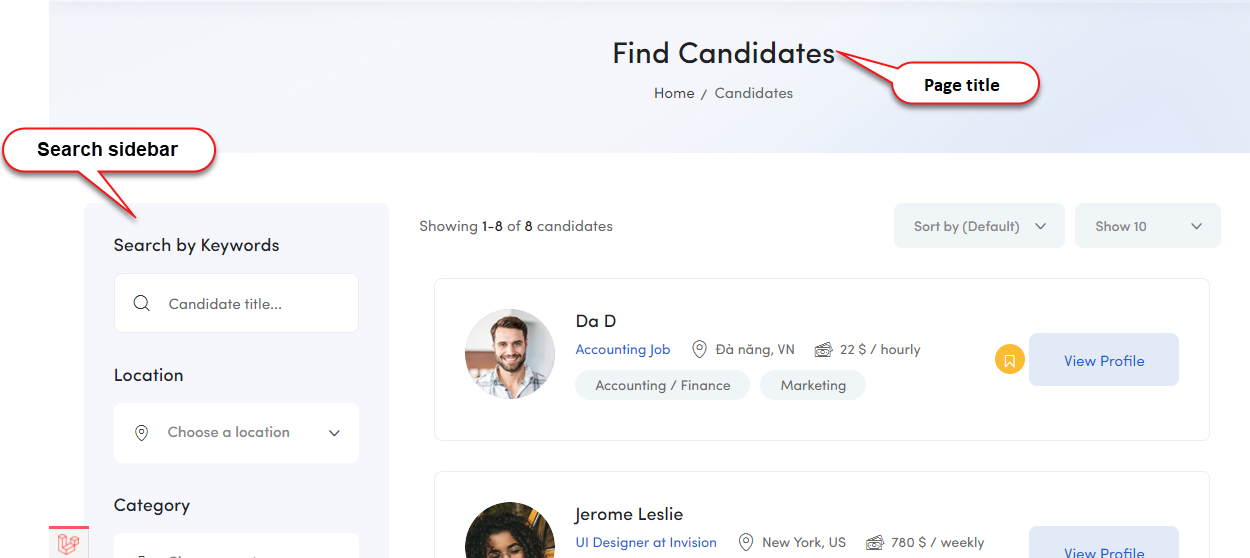 Find Candidates
Page title
Home / Candidates
Search sidebar
Search by Keywords
Candidate title...
Location
Choose a location
Category
Showing 1-8 of 8 candidates
Sort by (Default)
Show 10
Da D
Accounting Job Đà năng, VN 22 $ / hourly
Accounting / Finance Marketing
View Profile
Jerome Leslie
UI Designer at Invision New York, US 780 $ / weekly
View Profile